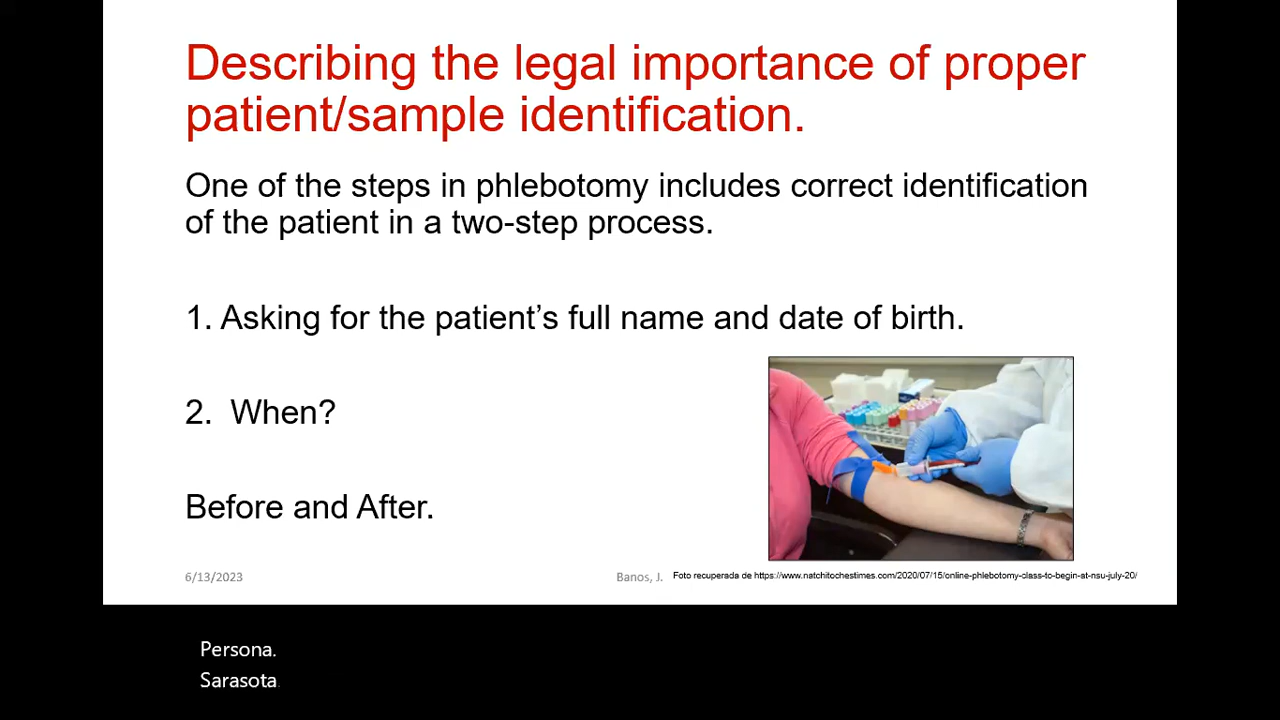 Describing the legal importance of proper
patient/sample identification.
One of the steps in phlebotomy includes correct identification
of the patient in a two-step process.
1. Asking for the patient’s full name and date of birth.
2. When?
Before and After.
6/13/2023
Banos, J.
Foto recuperada de https://www.natchitochestimes.com/2020/07/15/online-phlebotomy-class-to-begin-at-nsu-july-20/
Persona.
Sarasota